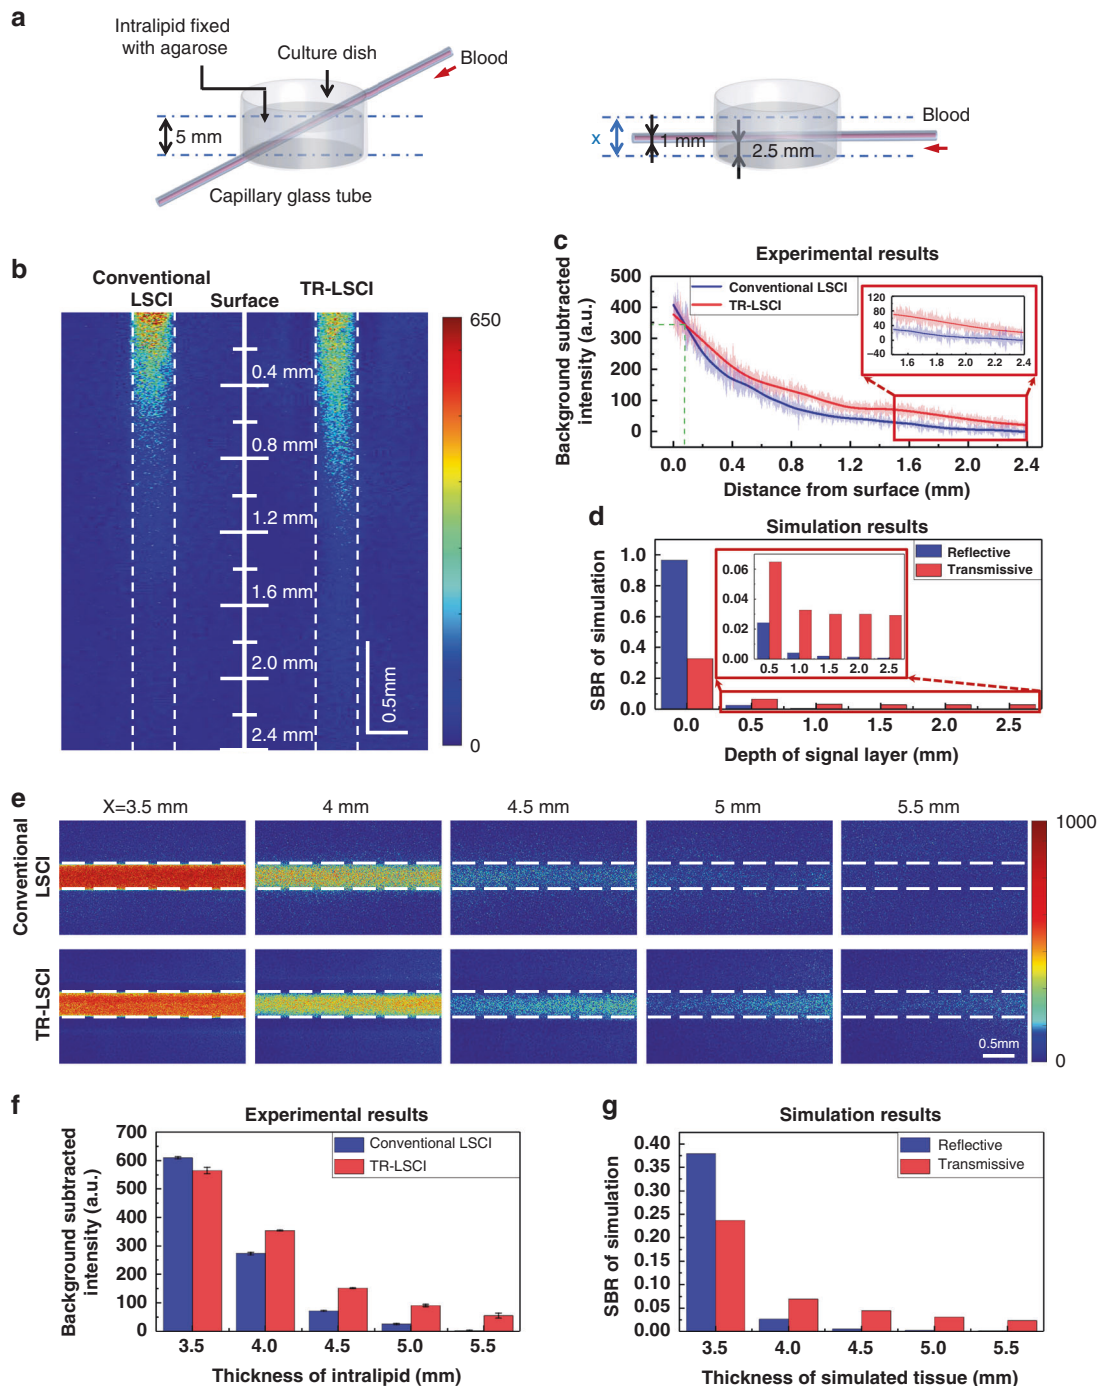 a
Intralipid fixed
with agarose
Culture dish
Blood
5 mm
Capillary glass tube
x
1 mm
2.5 mm
Blood
b
Conventional
LSCI
Surface
TR-LSCI
650
0.4 mm
0.8 mm
1.2 mm
1.6 mm
2.0 mm
2.4 mm
0.5mm
0
c
Experimental results
Background subtracted
intensity (a.u.)
500
400
300
200
100
0
Conventional LSCI
TR-LSCI
120
80
40
0
−40
1.6 1.8 2.0 2.2 2.4
0.0 0.4 0.8 1.2 1.6 2.0 2.4
Distance from surface (mm)
d
Simulation results
SBR of simulation
1.0
0.8
0.6
0.4
0.2
0.0
Reflective
Transmissive
0.06
0.04
0.02
0.00
0.5 1.0 1.5 2.0 2.5
0.0 0.5 1.0 1.5 2.0 2.5
Depth of signal layer (mm)
e
X=3.5 mm 4 mm 4.5 mm 5 mm 5.5 mm
Conventional
LSCI
TR-LSCI
1000
0
0.5mm
f
Experimental results
Background subtracted
intensity (a.u.)
700
600
500
400
300
200
100
0
Conventional LSCI
TR-LSCI
3.5 4.0 4.5 5.0 5.5
Thickness of intralipid (mm)
g
Simulation results
SBR of simulation
0.40
0.35
0.30
0.25
0.20
0.15
0.10
0.05
0.00
Reflective
Transmissive
3.5 4.0 4.5 5.0 5.5
Thickness of simulated tissue (mm)